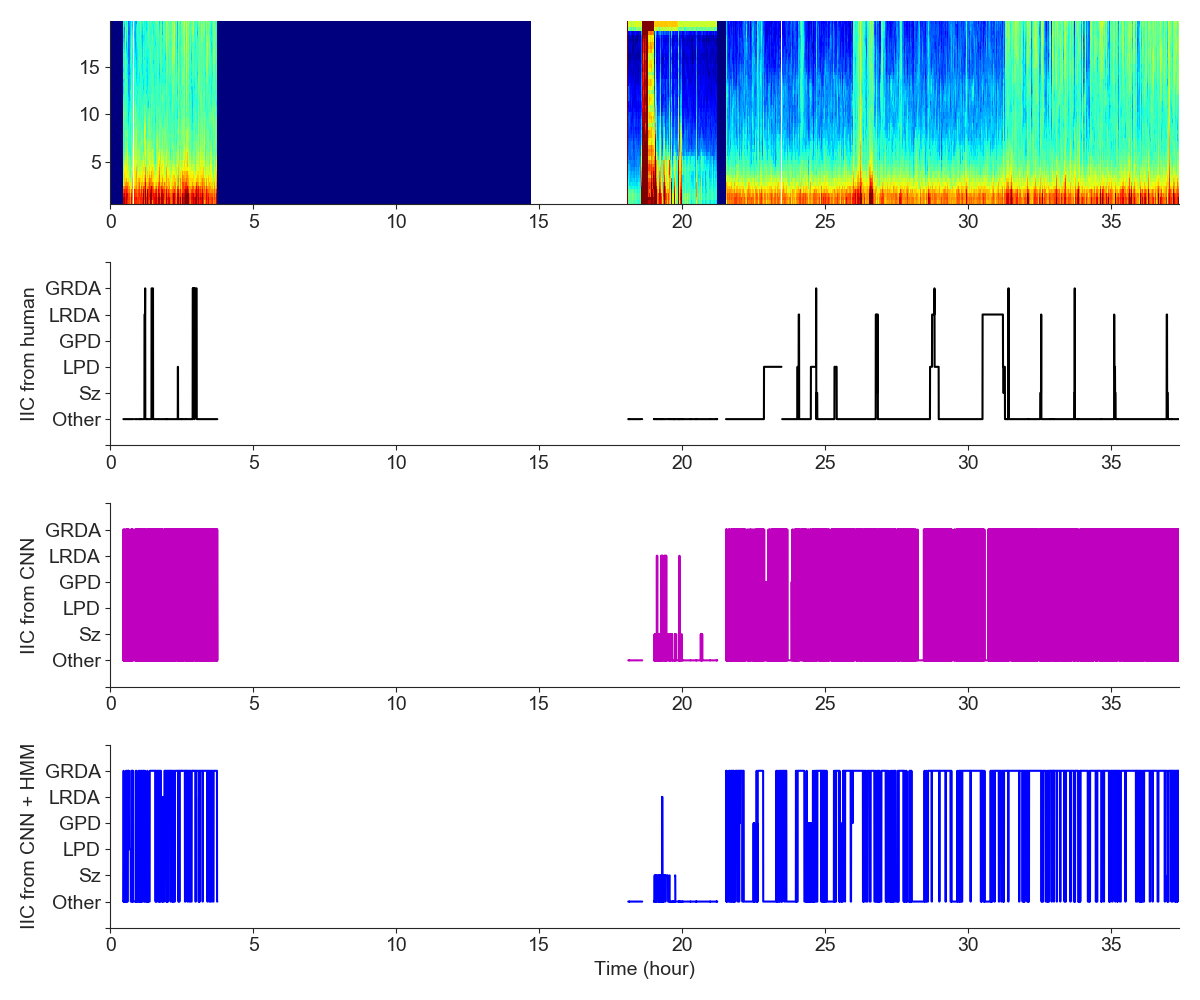 15
10
5
0 5 10 15 20 25 30 35
IIC from human
GRDA
LRDA
GPD
LPD
Sz
Other
0 5 10 15 20 25 30 35
IIC from CNN
GRDA
LRDA
GPD
LPD
Sz
Other
0 5 10 15 20 25 30 35
IIC from CNN + HMM
GRDA
LRDA
GPD
LPD
Sz
Other
0 5 10 15 20 25 30 35
Time (hour)